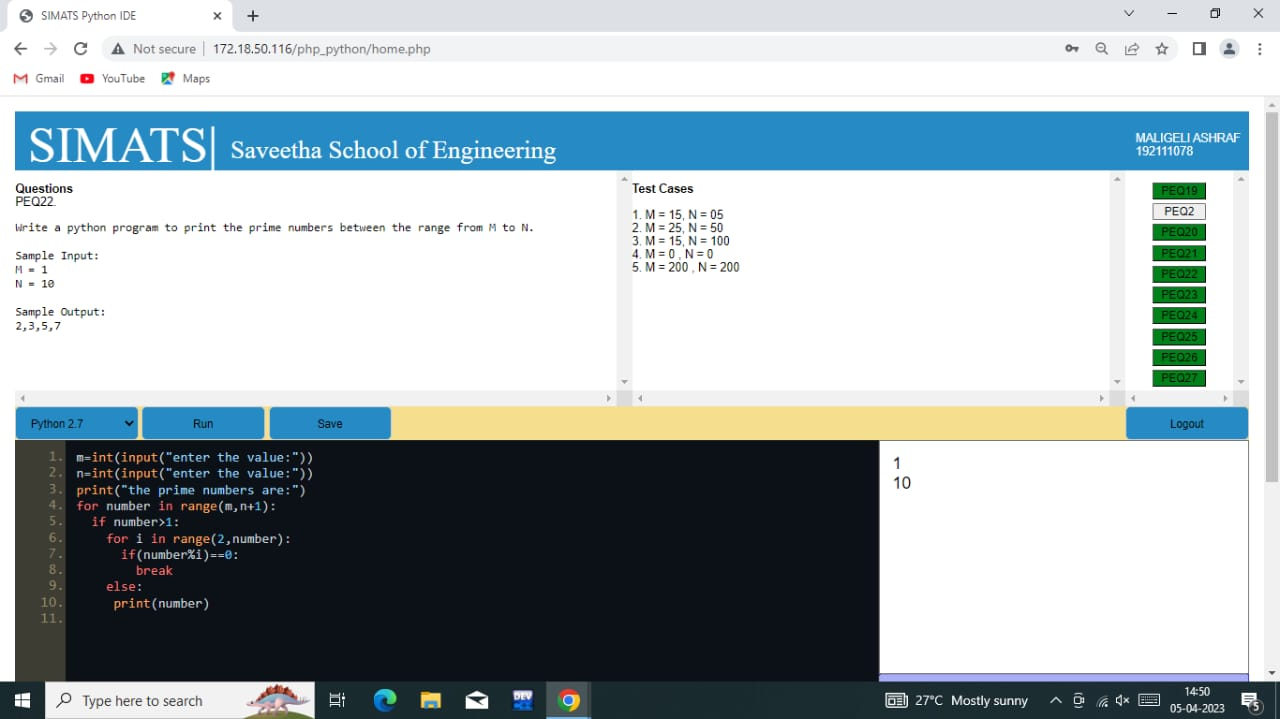 SIMATS Python IDE
Not secure 172.18.50.116/php_python/home.php
Gmail YouTube Maps
SIMATS| Saveetha School of Engineering
MALIGELI ASHRAF
192111078
Questions
PEQ22.
Write a python program to print the prime numbers between the range from M to N.
Sample Input:
M = 1
N = 10
Sample Output:
2,3,5,7
Test Cases
1. M = 15, N = 05
2. M = 25, N = 50
3. M = 15, N = 100
4. M = 0 , N = 0
5. M = 200 , N = 200
PEQ19
PEQ2
PEQ20
PEQ21
PEQ22
PEQ23
PEQ24
PEQ25
PEQ26
PEQ27
Python 2.7 Run Save Logout
1. m=int(input("enter the value:"))
2. n=int(input("enter the value:"))
3. print("the prime numbers are:")
4. for number in range(m,n+1):
5. if number>1:
6. for i in range(2,number):
7. if(number%i)==0:
8. break
9. else:
10. print(number)
11.
1
10
Type here to search
DEV
27°C Mostly sunny
14:50
05-04-2023
5